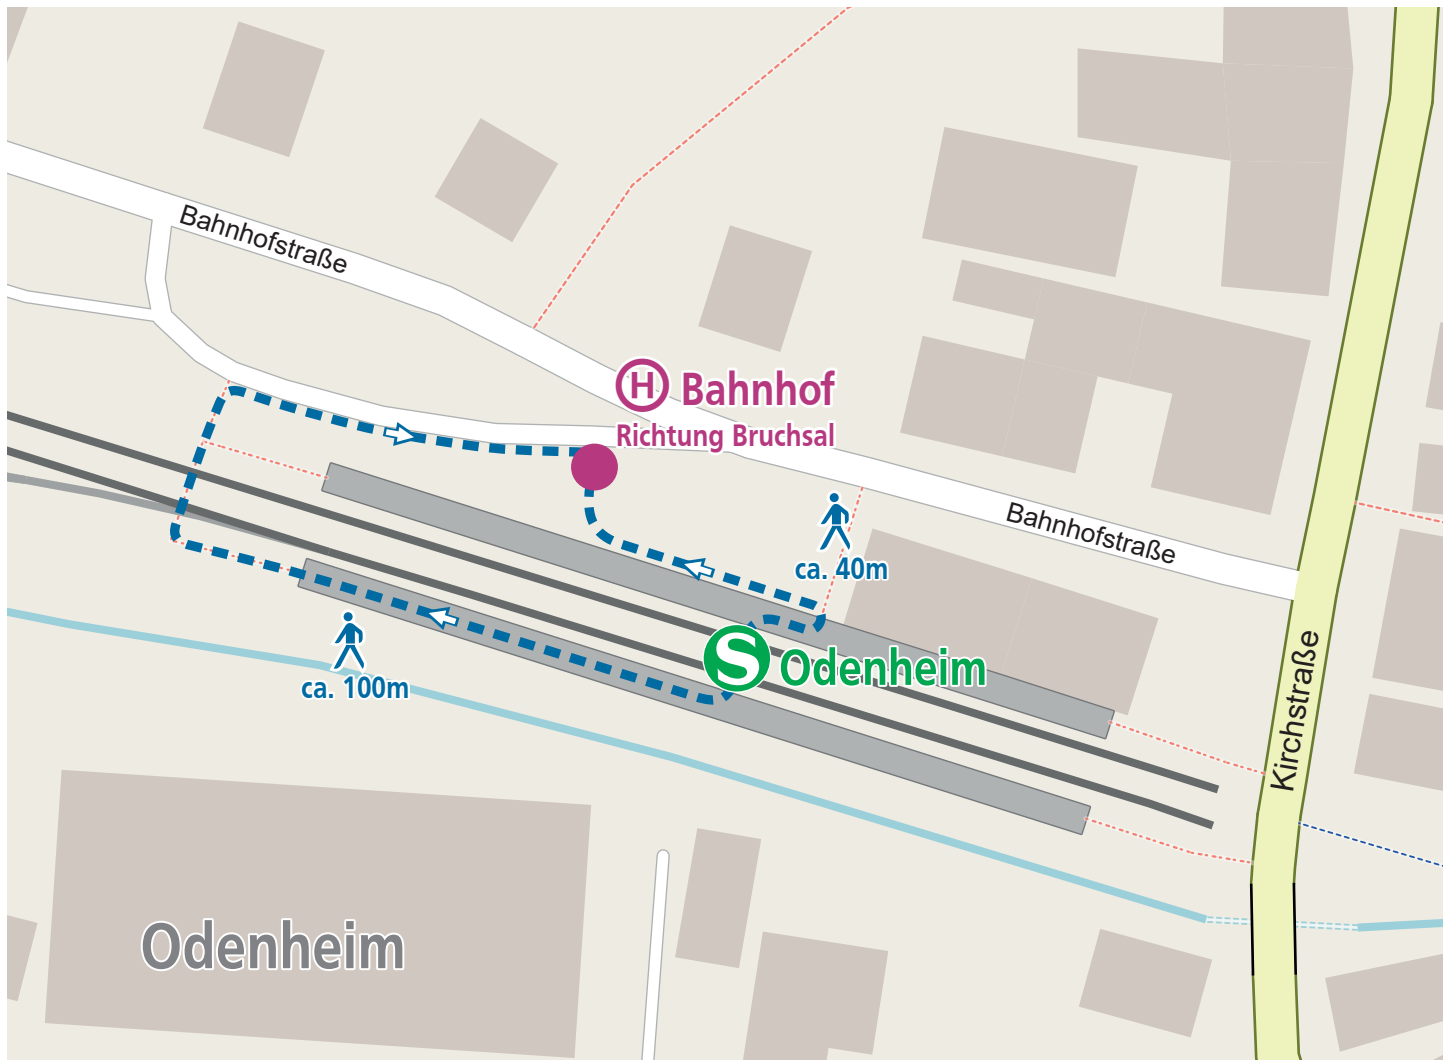 Bahnhofstraße
H Bahnhof
Richtung Bruchsal
Bahnhofstraße
ca. 40m
S Odenheim
ca. 100m
Kirchstraße
Odenheim